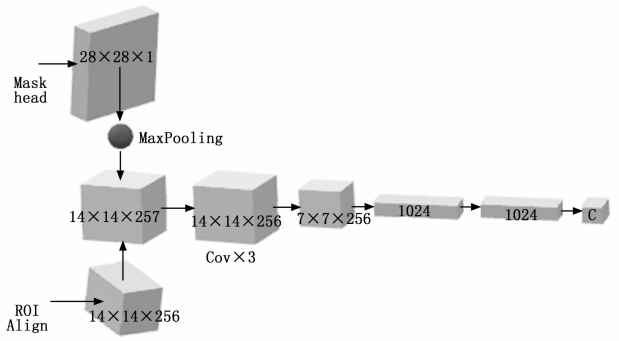 28×28×1
Mask
head
MaxPooling
14×14×257
14×14×256
7×7×256
1024
1024
C
Cov×3
ROI
Align
14×14×256